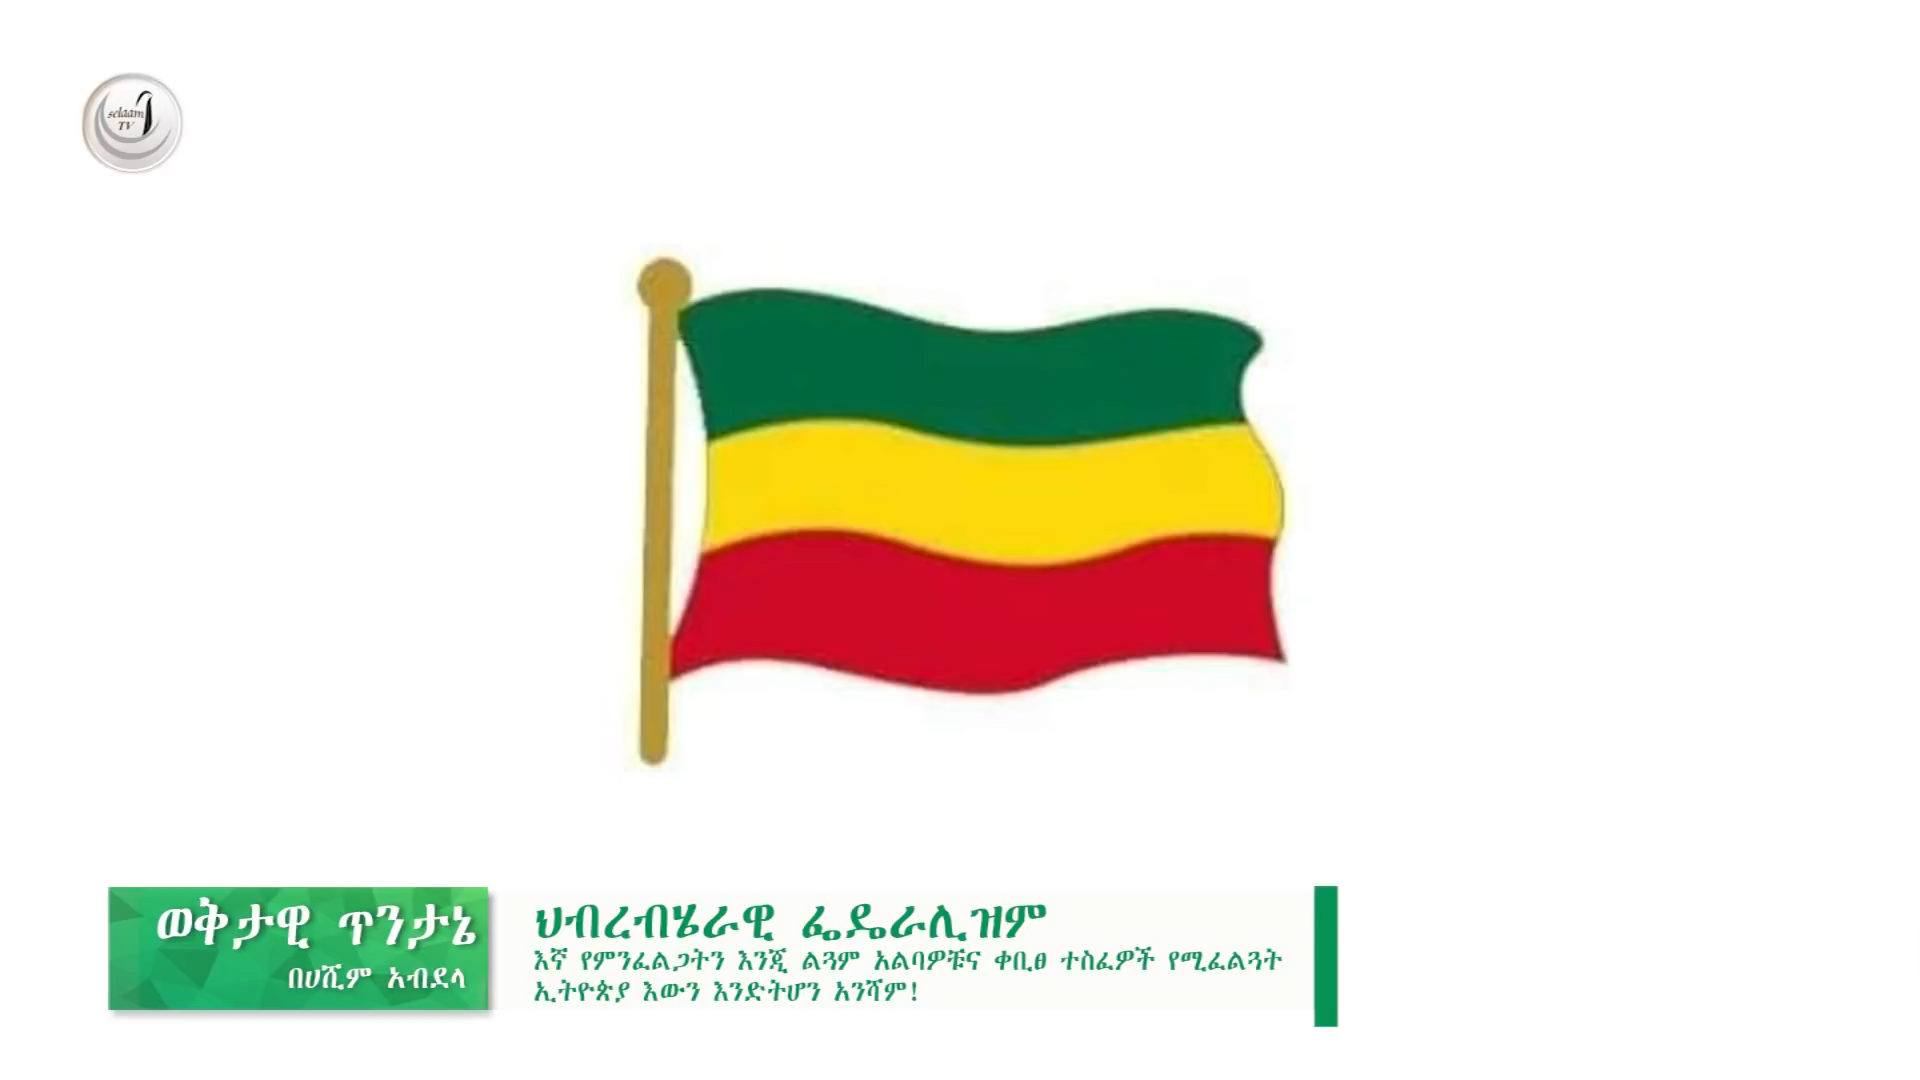 selaam
TV
ወቅታዊ ጥንታኔ
በሀሺም አብደላ
ህብረብሄራዊ ፌዴራሊዝም
እኛ የምንፈልጋትን እንጂ ልጓም አልባዎቹና ቀቢፀ ተስፈዎች የሚፈልጓት
ኢትዮጵያ እውን እንድትሆን አንሻም!